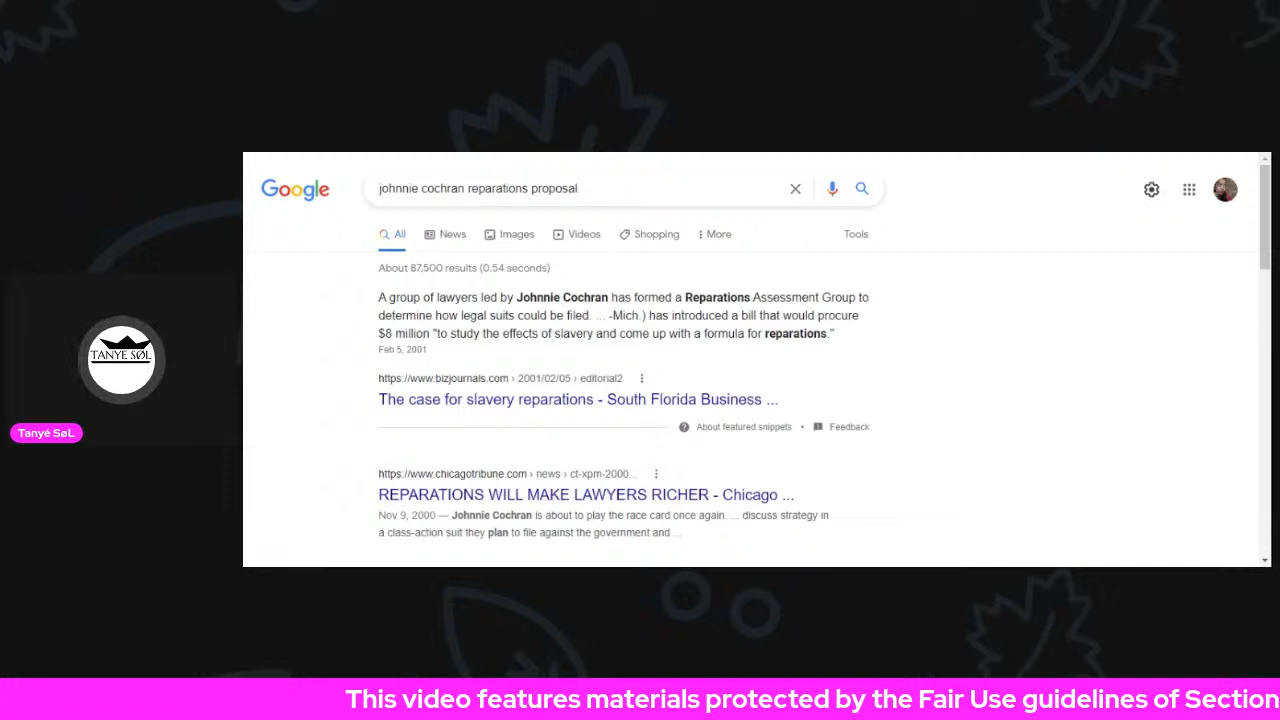 Google
johnnie cochran reparations proposal
All News Images Videos Shopping More Tools
About 87,500 results (0.54 seconds)
A group of lawyers led by Johnnie Cochran has formed a Reparations Assessment Group to
determine how legal suits could be filed. ... -Mich.) has introduced a bill that would procure
$8 million "to study the effects of slavery and come up with a formula for reparations."
Feb 5, 2001
https://www.bizjournals.com › 2001/02/05 › editorial2
The case for slavery reparations - South Florida Business ...
About featured snippets • Feedback
https://www.chicagotribune.com › news › ct-xpm-2000...
REPARATIONS WILL MAKE LAWYERS RICHER - Chicago ...
Nov 9, 2000 — Johnnie Cochran is about to play the race card once again. ... discuss strategy in
a class-action suit they plan to file against the government and ...
TANYE SØL
Tanyé SøL
This video features materials protected by the Fair Use guidelines of Section